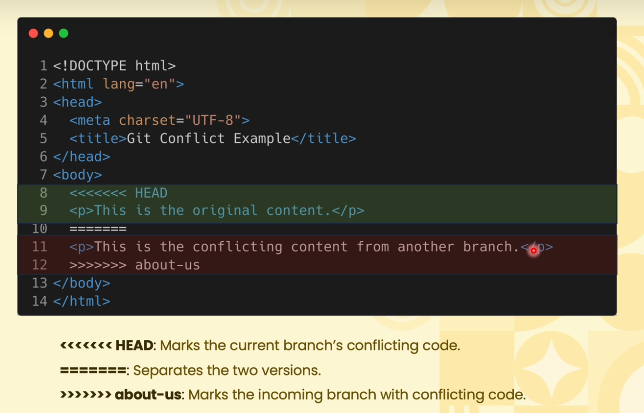 1 <!DOCTYPE html>
2 <html lang="en">
3 <head>
4 <meta charset="UTF-8">
5 <title>Git Conflict Example</title>
6 </head>
7 <body>
8 <<<<<<< HEAD
9 <p>This is the original content.</p>
10 =======
11 <p>This is the conflicting content from another branch.</p>
12 >>>>>>> about-us
13 </body>
14 </html>
<<<<<<< HEAD: Marks the current branch's conflicting code.
=======: Separates the two versions.
>>>>>>> about-us: Marks the incoming branch with conflicting code.